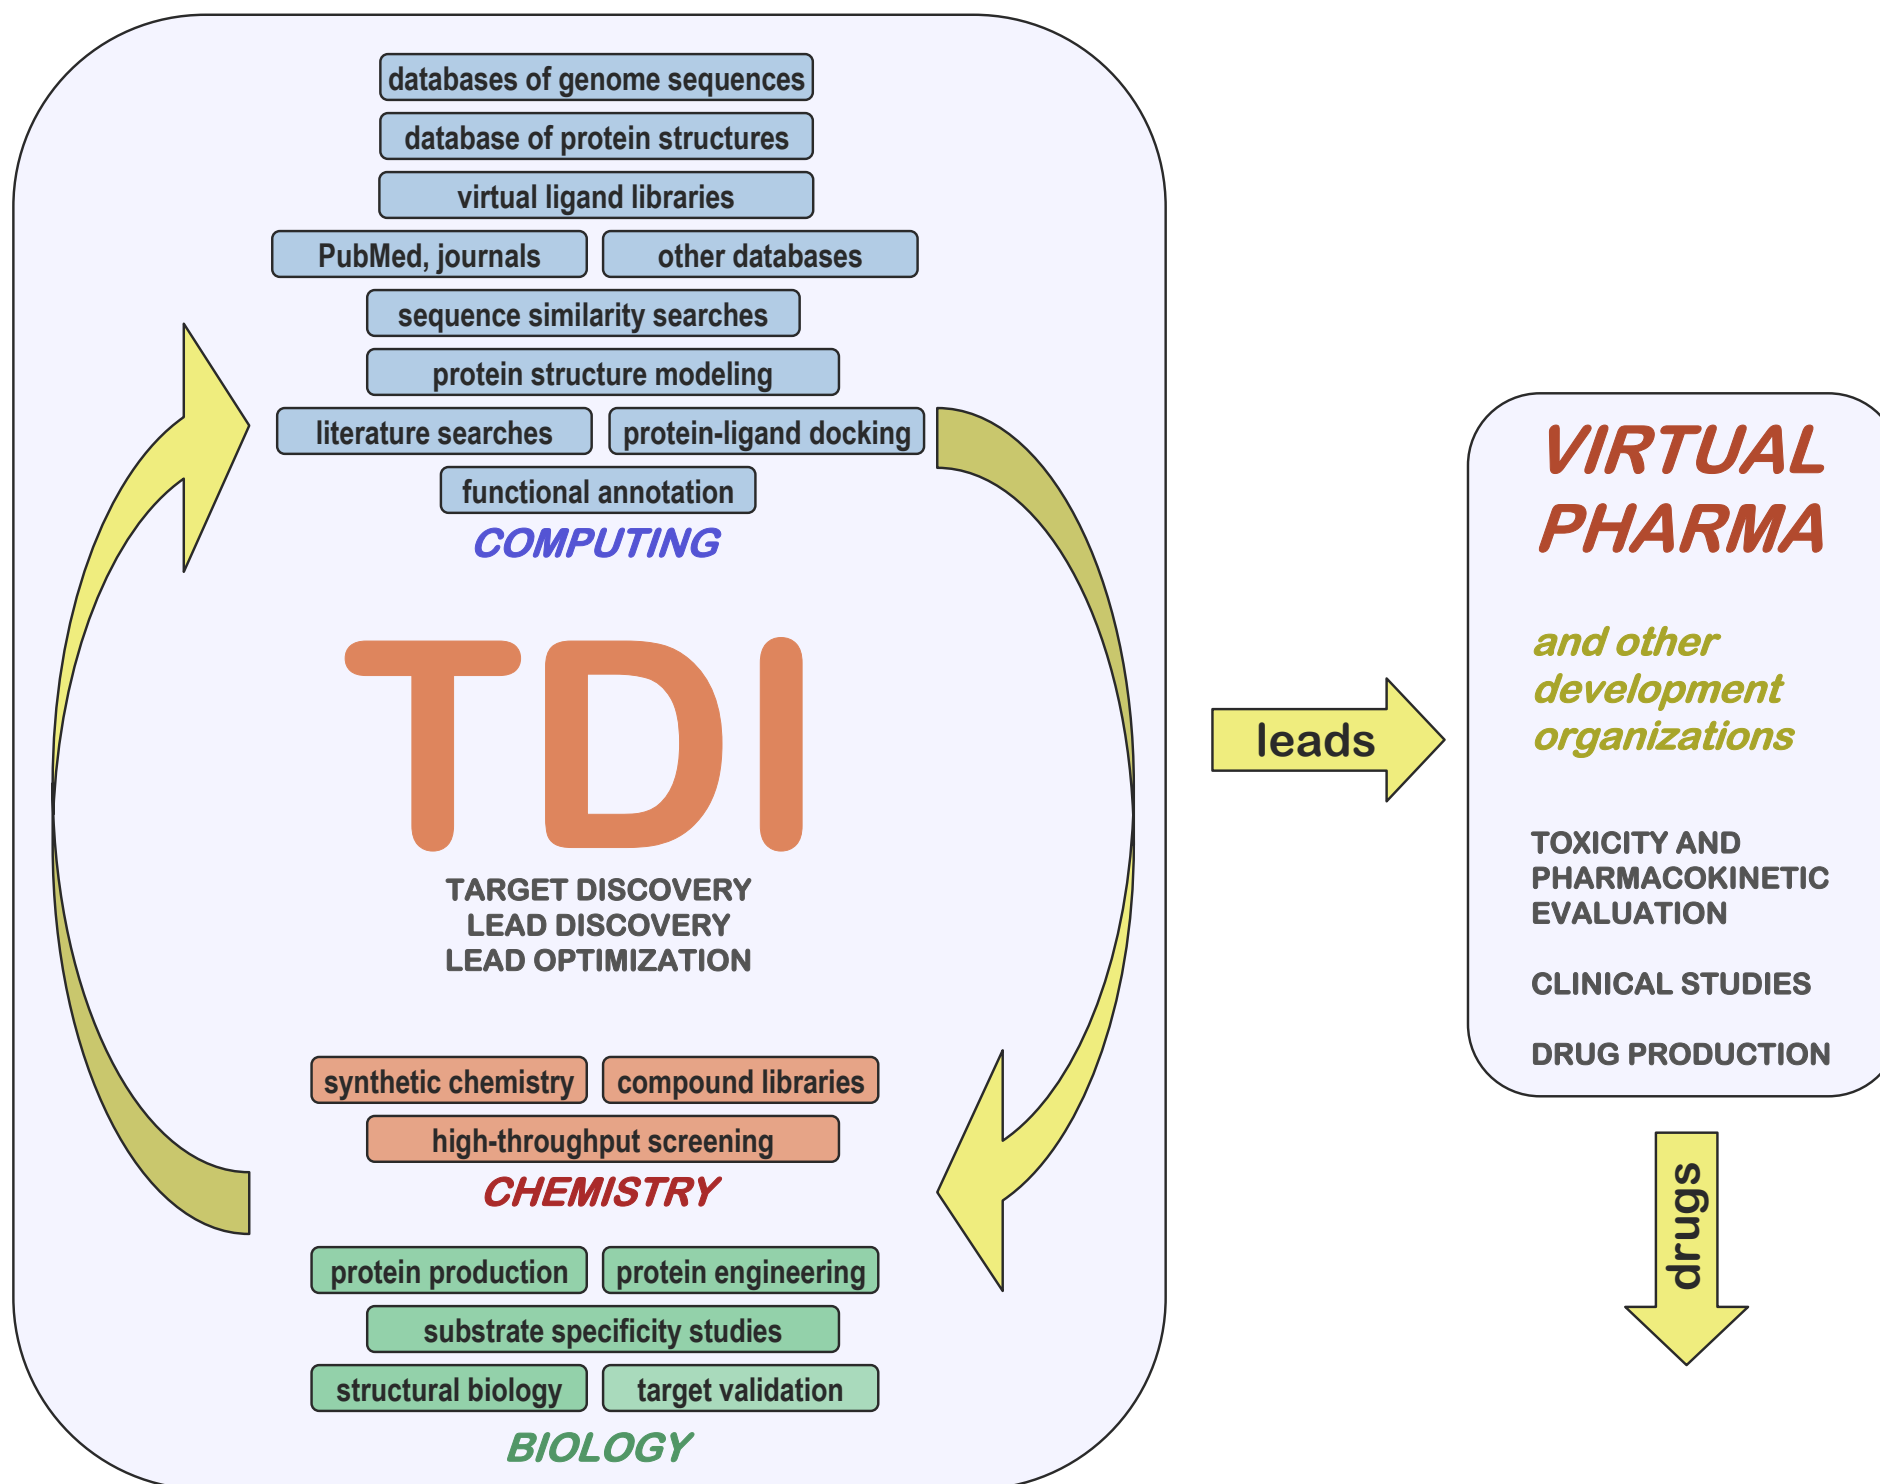 databases of genome sequences
database of protein structures
virtual ligand libraries
PubMed, journals
other databases
sequence similarity searches
protein structure modeling
literature searches
protein-ligand docking
functional annotation
COMPUTING
TDI
TARGET DISCOVERY
LEAD DISCOVERY
LEAD OPTIMIZATION
synthetic chemistry
compound libraries
high-throughput screening
CHEMISTRY
protein production
protein engineering
substrate specificity studies
structural biology
target validation
BIOLOGY
leads
VIRTUAL
PHARMA
and other
development
organizations
TOXICITY AND
PHARMACOKINETIC
EVALUATION
CLINICAL STUDIES
DRUG PRODUCTION
drugs